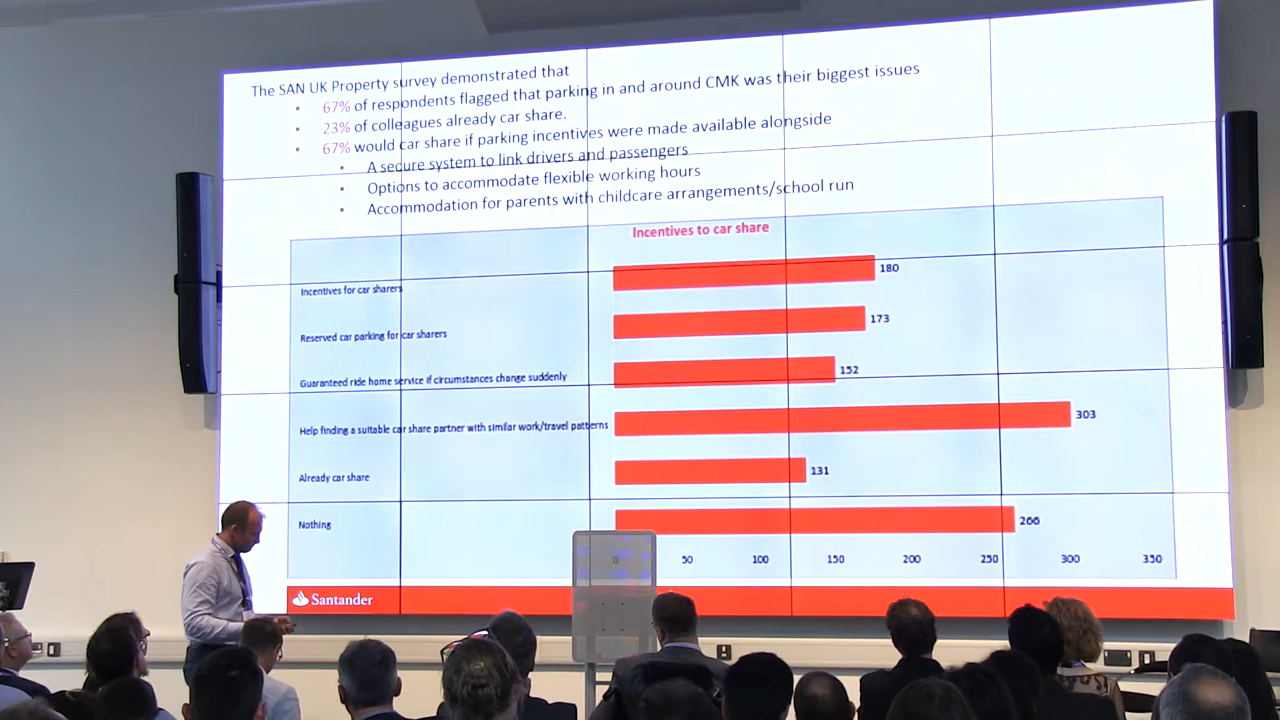 The SAN UK Property survey demonstrated that
• 67% of respondents flagged that parking in and around CMK was their biggest issues
• 23% of colleagues already car share.
• 67% would car share if parking incentives were made available alongside
• A secure system to link drivers and passengers
• Options to accommodate flexible working hours
• Accommodation for parents with childcare arrangements/school run
Incentives to car share
Incentives for car sharers 180
Reserved car parking for car sharers 173
Guaranteed ride home service if circumstances change suddenly 152
Help finding a suitable car share partner with similar work/travel patterns 303
Already car share 131
Nothing 266
0 50 100 150 200 250 300 350
Santander